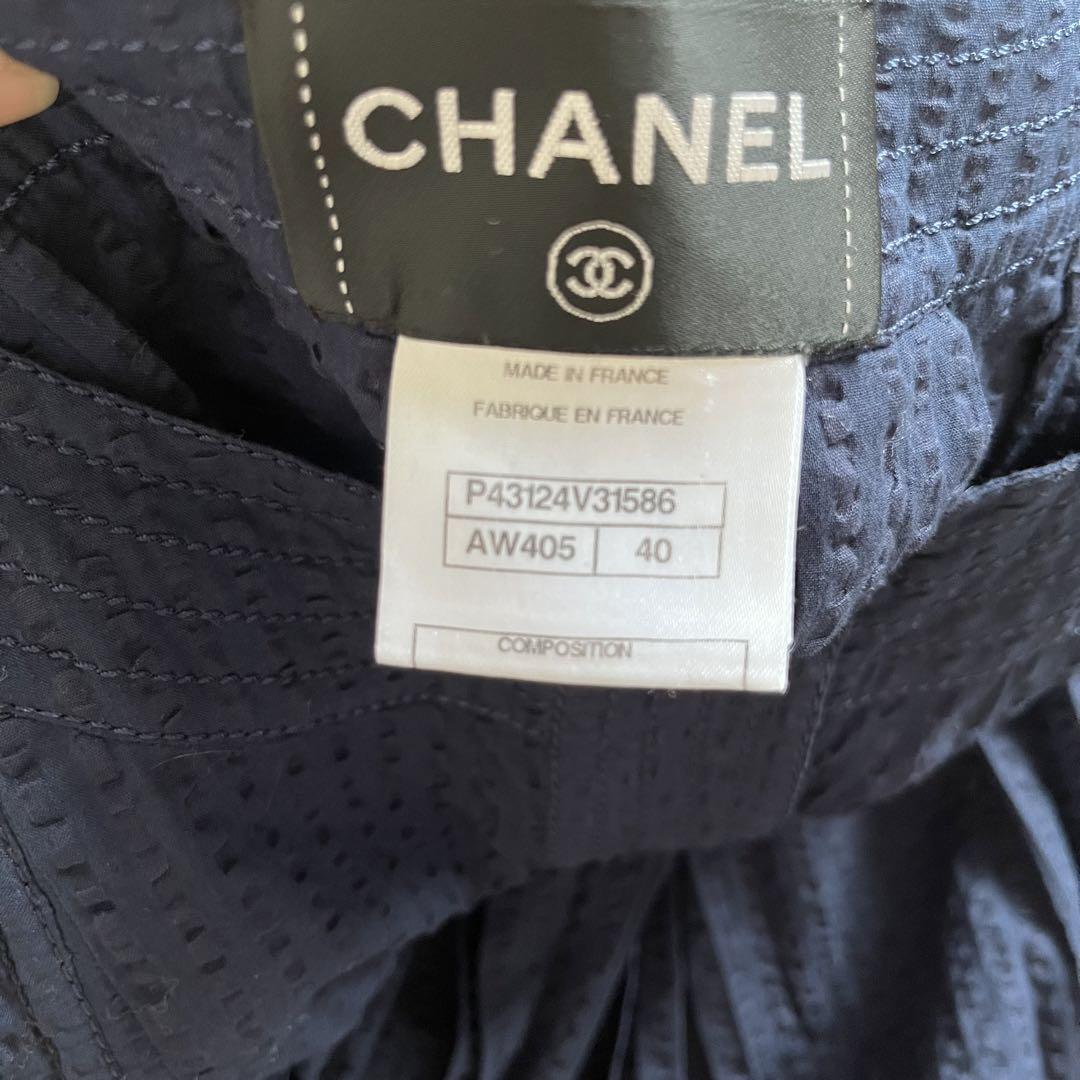 CHANEL
MADE IN FRANCE
FABRIQUE EN FRANCE
P43124V31586
AW405 40
COMPOSITION